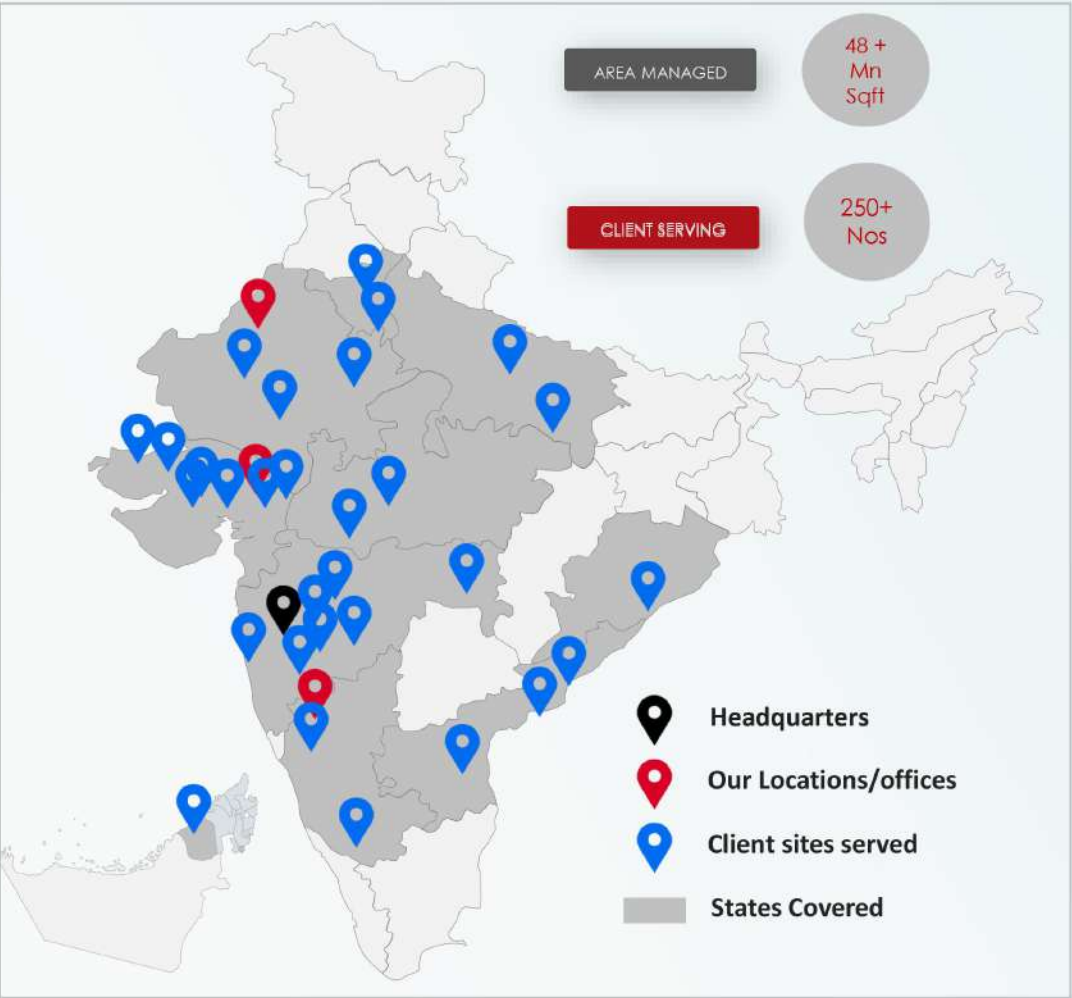 AREA MANAGED
48 +
Mn
Sqft
CLIENT SERVING
250+
Nos
Headquarters
Our Locations/offices
Client sites served
States Covered